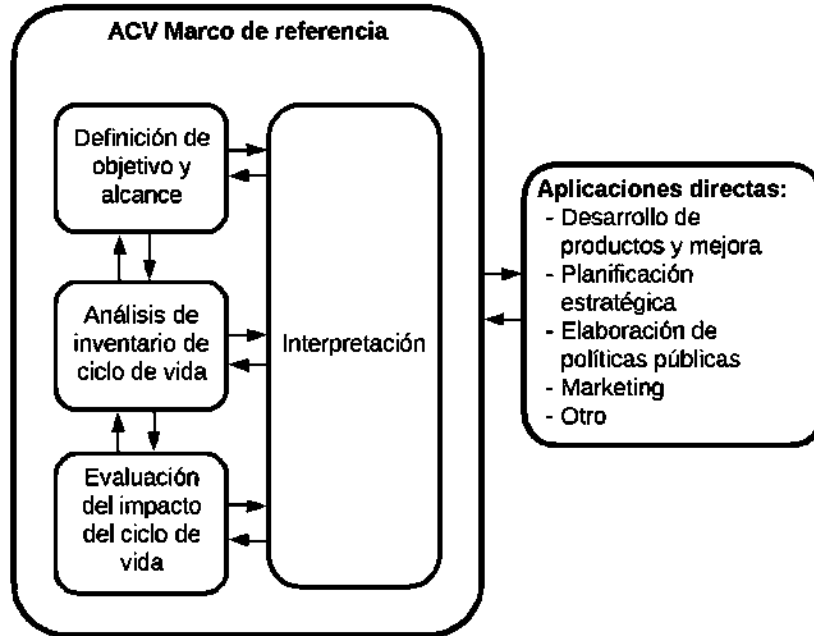 ACV Marco de referencia
Definición de
objetivo y
alcance
Análisis de
inventario de
ciclo de vida
Evaluación
del impacto
del ciclo de
vida
Interpretación
Aplicaciones directas:
- Desarrollo de
productos y mejora
- Planificación
estratégica
- Elaboración de
políticas públicas
- Marketing
- Otro